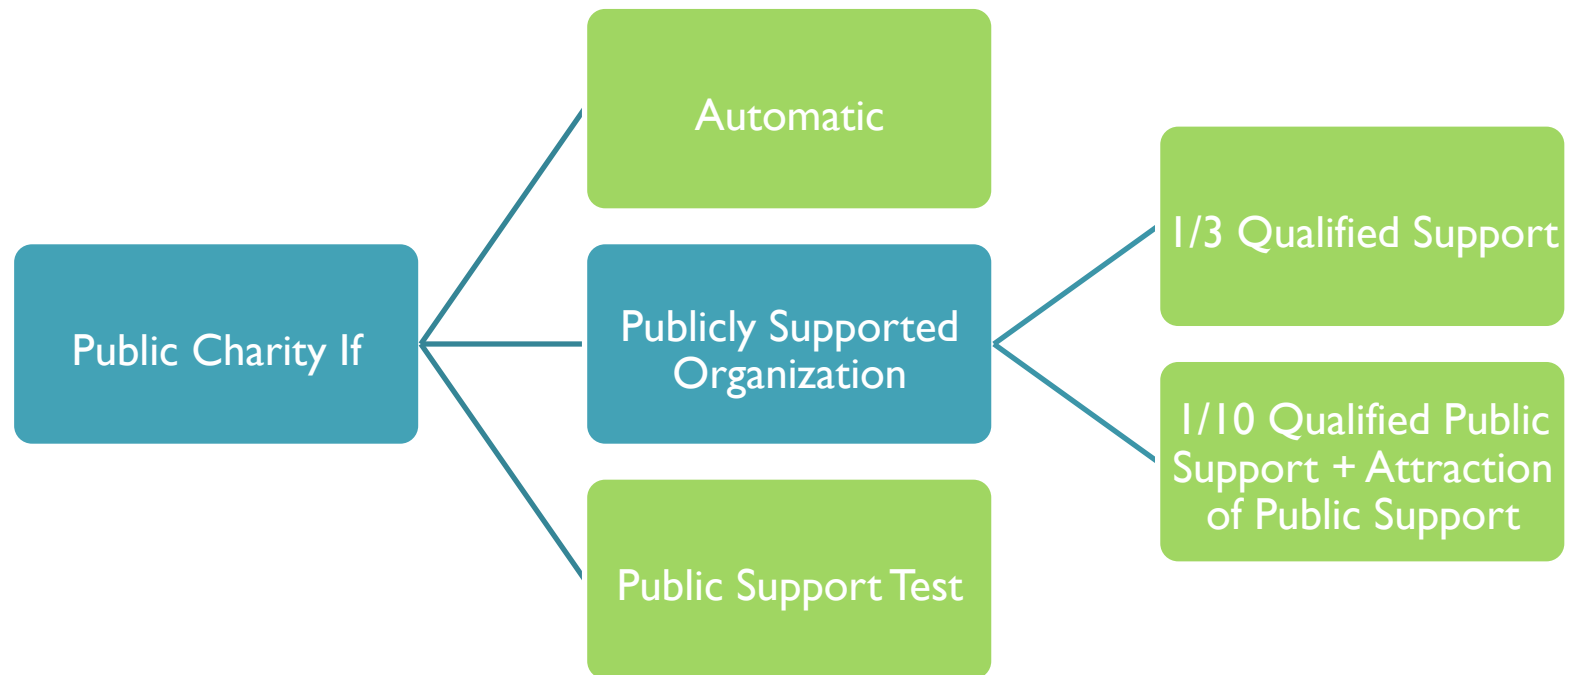 Public Charity If
Automatic
Publicly Supported
Organization
Public Support Test
1/3 Qualified Support
1/10 Qualified Public
Support + Attraction
of Public Support